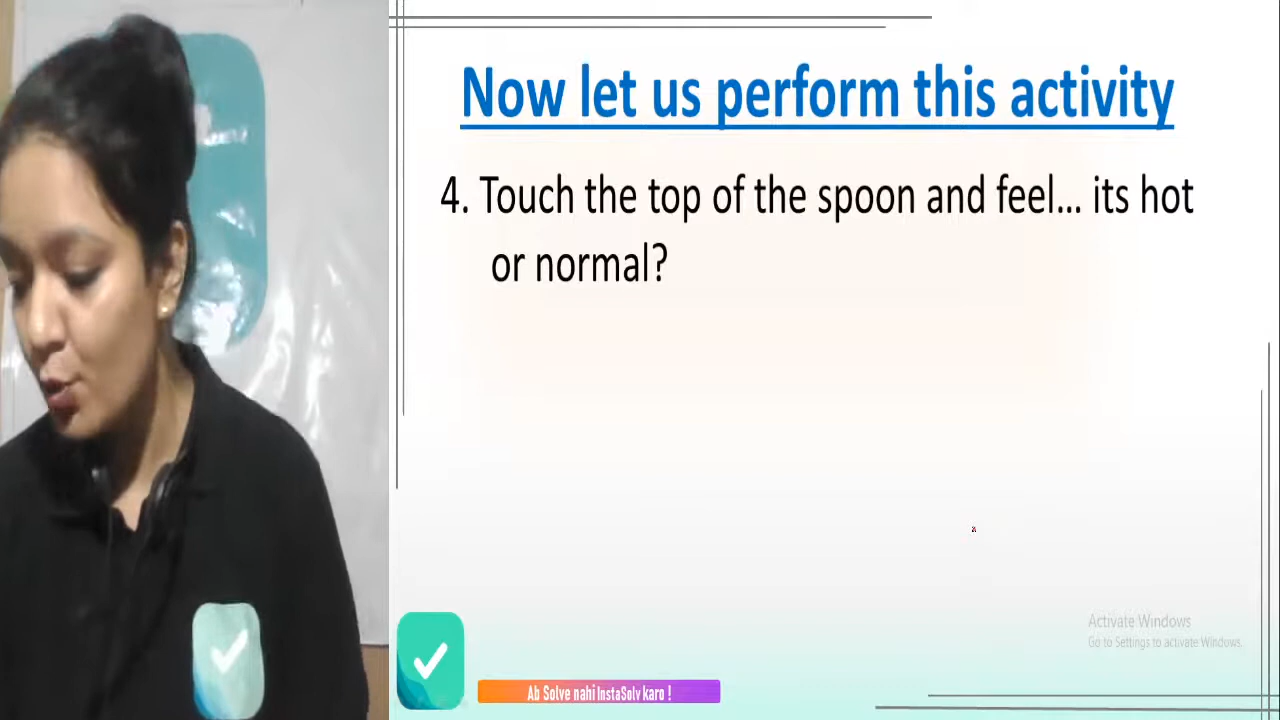 Now let us perform this activity
4. Touch the top of the spoon and feel... its hot
or normal?
Activate Windows
Go to Settings to activate Windows.
Ab Solve nahi InstaSolv karo !